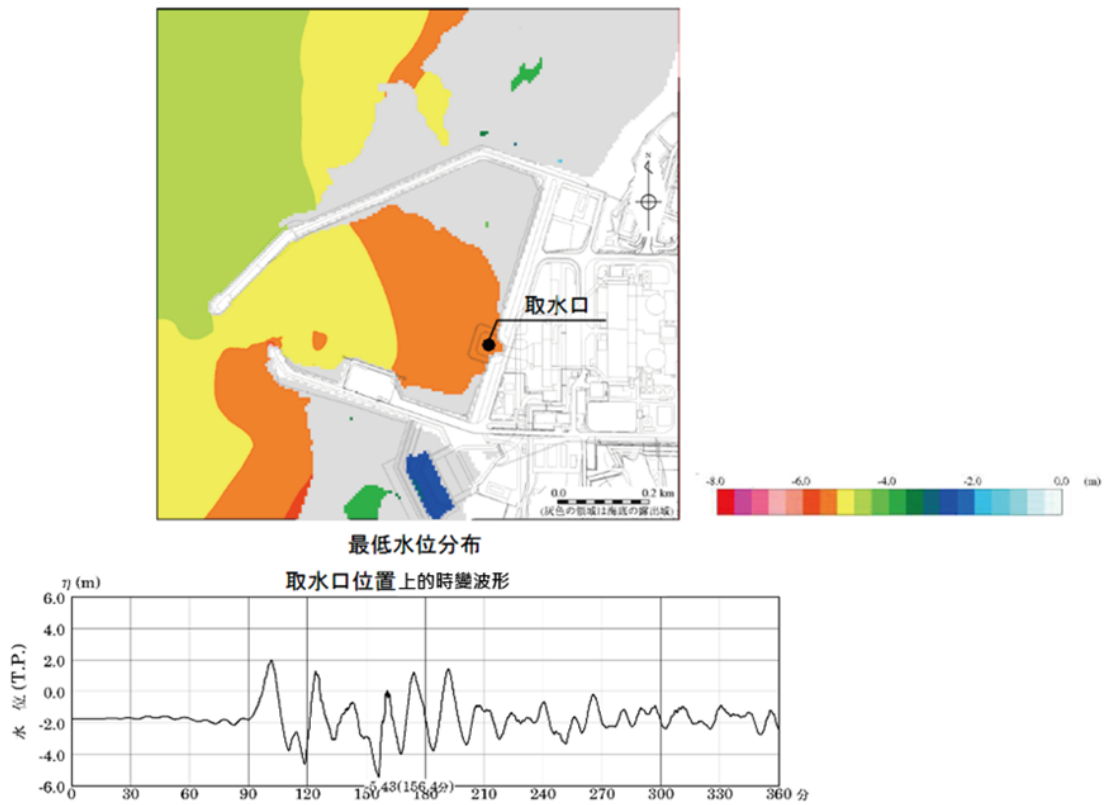 N
取水口
0.0 0.2 km
(灰色の領域は海底の露出域)
-8.0 -6.0 -4.0 -2.0 0.0 (m)
最低水位分布
取水口位置上的時變波形
η (m)
水 位 (T.P.)
6.0
4.0
2.0
0.0
-2.0
-4.0
-6.0
-5.43(156.4分)
0 30 60 90 120 150 180 210 240 270 300 330 360 分